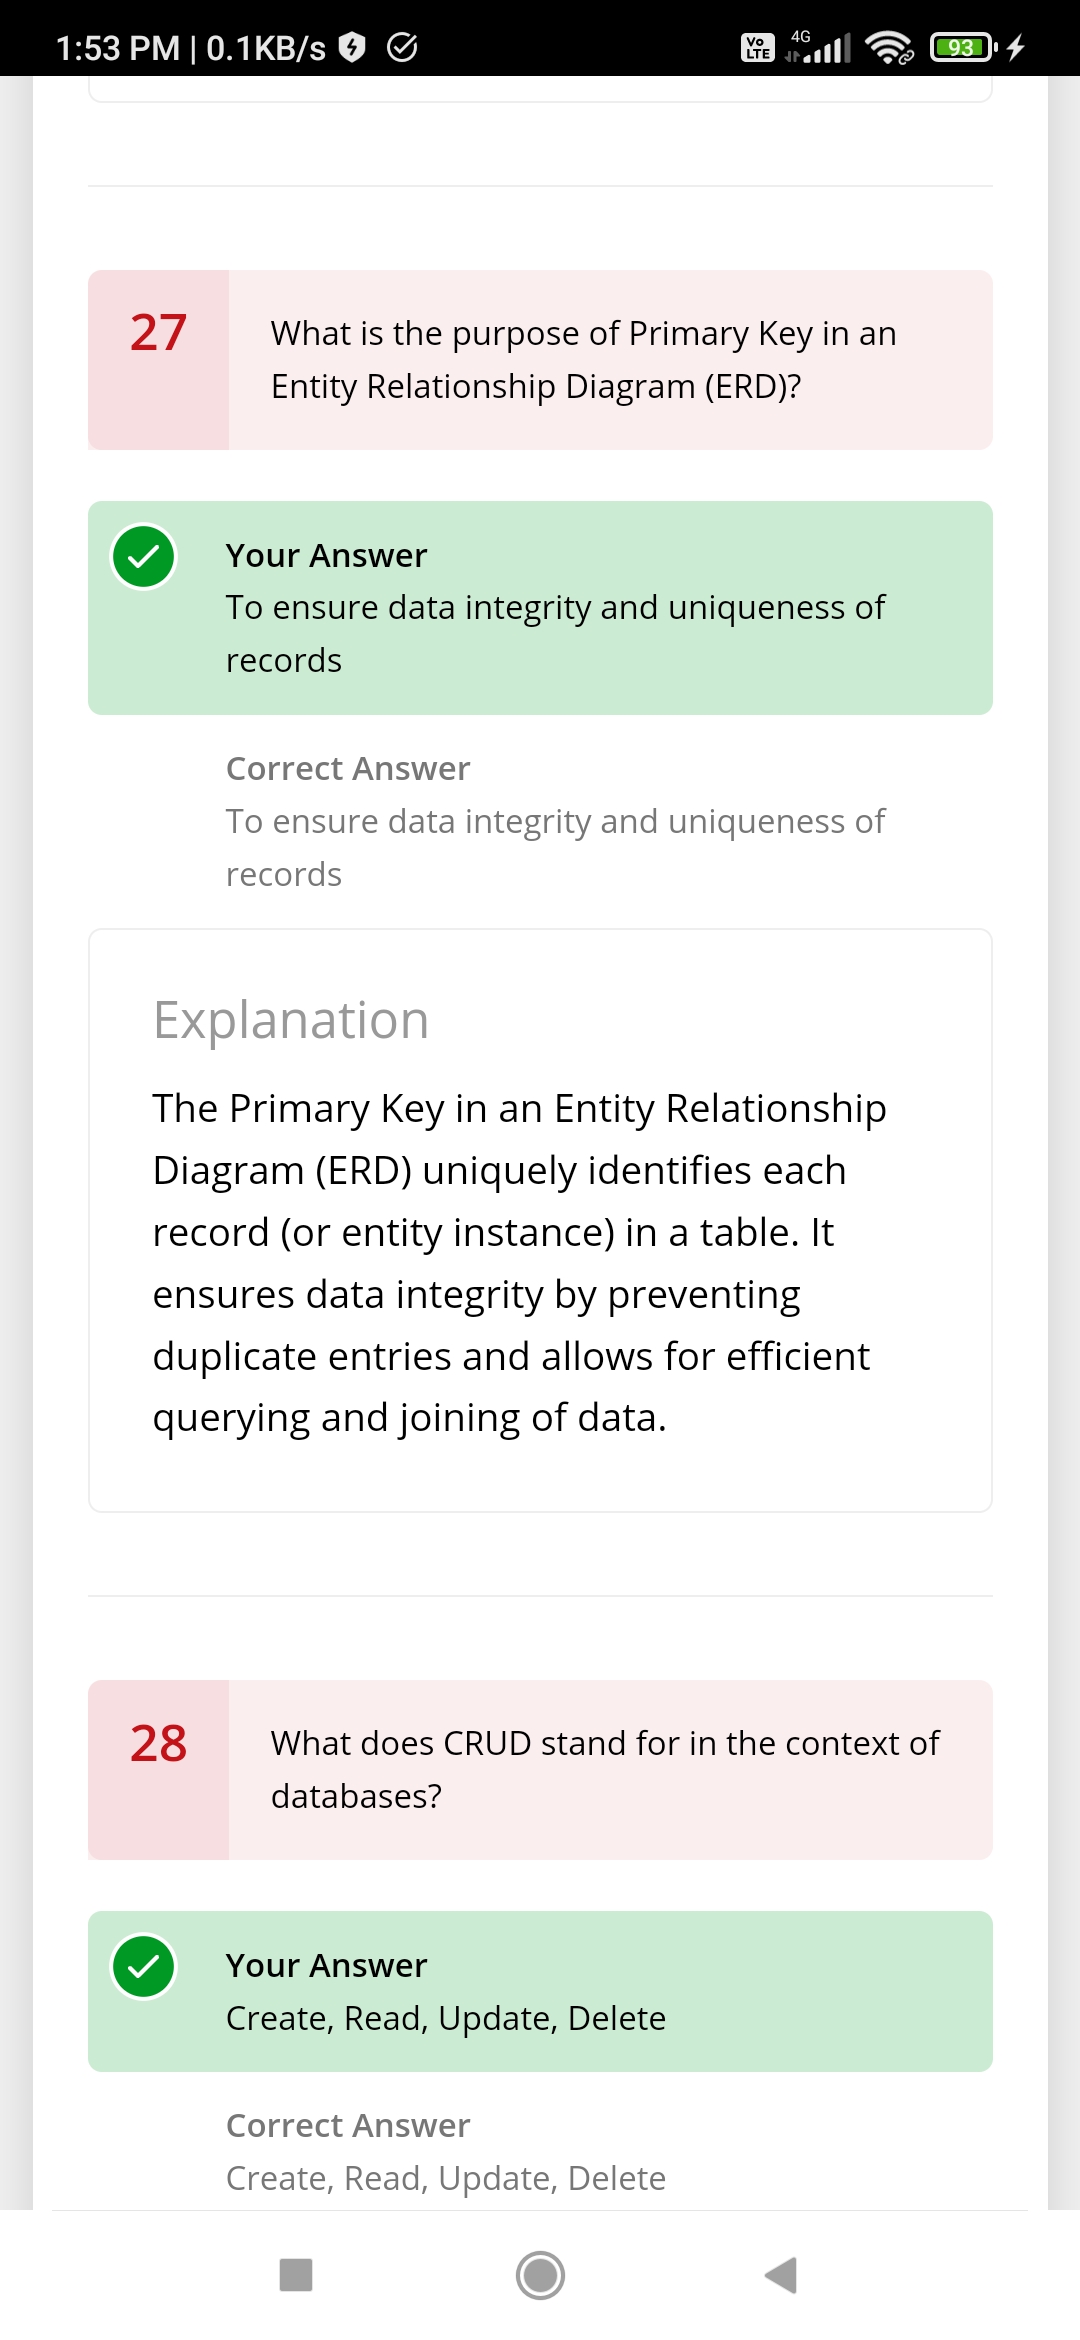 1:53 PM | 0.1KB/s
Vo LTE 4G 93
27
What is the purpose of Primary Key in an
Entity Relationship Diagram (ERD)?
Your Answer
To ensure data integrity and uniqueness of
records
Correct Answer
To ensure data integrity and uniqueness of
records
Explanation
The Primary Key in an Entity Relationship
Diagram (ERD) uniquely identifies each
record (or entity instance) in a table. It
ensures data integrity by preventing
duplicate entries and allows for efficient
querying and joining of data.
28
What does CRUD stand for in the context of
databases?
Your Answer
Create, Read, Update, Delete
Correct Answer
Create, Read, Update, Delete